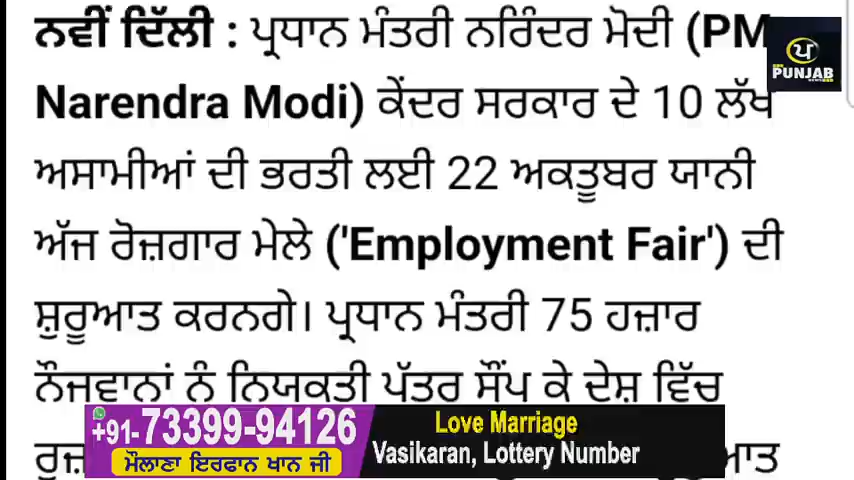 ਨਵੀਂ ਦਿੱਲੀ : ਪ੍ਰਧਾਨ ਮੰਤਰੀ ਨਰਿੰਦਰ ਮੋਦੀ (PM
Narendra Modi) ਕੇਂਦਰ ਸਰਕਾਰ ਦੇ 10 ਲੱਖ
ਅਸਾਮੀਆਂ ਦੀ ਭਰਤੀ ਲਈ 22 ਅਕਤੂਬਰ ਯਾਨੀ
ਅੱਜ ਰੋਜ਼ਗਾਰ ਮੇਲੇ ('Employment Fair') ਦੀ
ਸ਼ੁਰੂਆਤ ਕਰਨਗੇ। ਪ੍ਰਧਾਨ ਮੰਤਰੀ 75 ਹਜ਼ਾਰ
ਨੌਜਵਾਨਾਂ ਨੂੰ ਨਿਯੁਕਤੀ ਪੱਤਰ ਸੌਂਪ ਕੇ ਦੇਸ਼ ਵਿੱਚ
ਪ
PUNJAB
+91-73399-94126
ਮੌਲਾਣਾ ਇਰਫਾਨ ਖਾਨ ਜੀ
Love Marriage
Vasikaran, Lottery Number